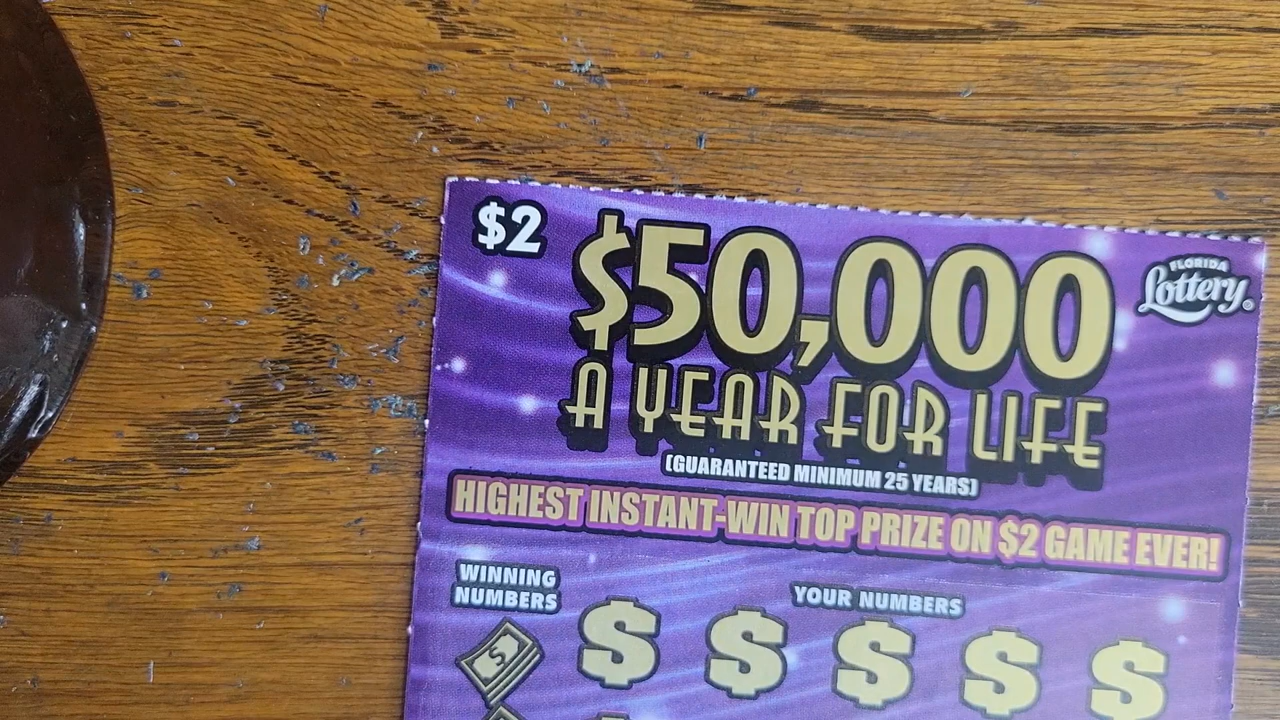 $2
$50,000
A YEAR FOR LIFE
(GUARANTEED MINIMUM 25 YEARS)
FLORIDA
Lottery®
HIGHEST INSTANT-WIN TOP PRIZE ON $2 GAME EVER!
WINNING
NUMBERS
YOUR NUMBERS
$ $ $ $ $ $